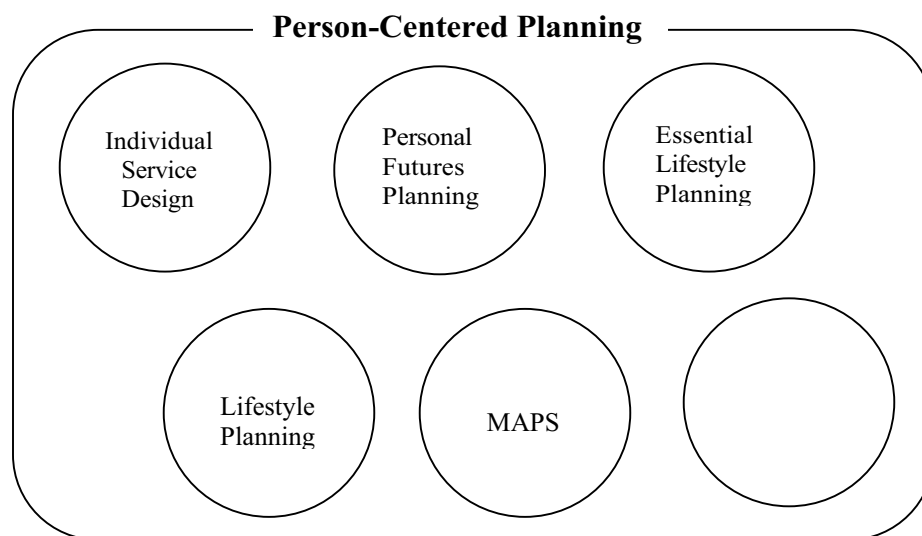 Person-Centered Planning
Individual
Service
Design
Personal
Futures
Planning
Essential
Lifestyle
Planning
Lifestyle
Planning
MAPS